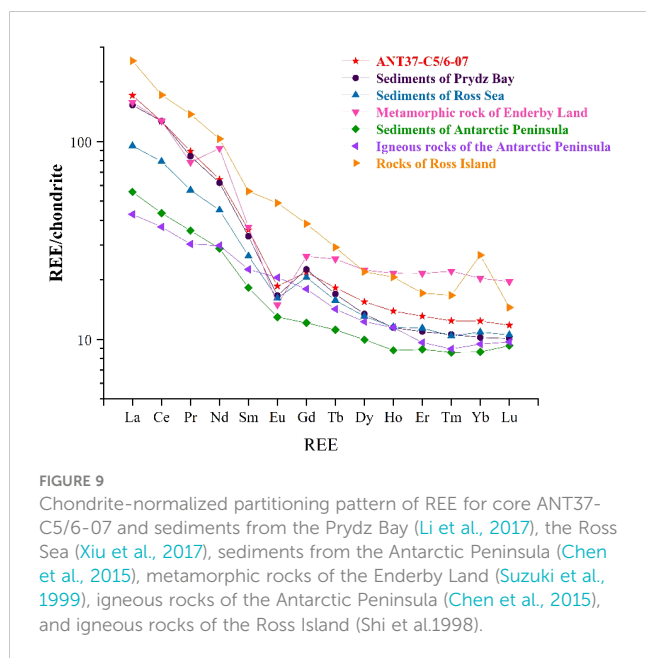 ANT37-C5/6-07
Sediments of Prydz Bay
Sediments of Ross Sea
Metamorphic rock of Enderby Land
Sediments of Antarctic Peninsula
Igneous rocks of the Antarctic Peninsula
Rocks of Ross Island
REE/chondrite
100
10
La Ce Pr Nd Sm Eu Gd Tb Dy Ho Er Tm Yb Lu
REE
FIGURE 9
Chondrite-normalized partitioning pattern of REE for core ANT37-
C5/6-07 and sediments from the Prydz Bay (Li et al., 2017), the Ross
Sea (Xiu et al., 2017), sediments from the Antarctic Peninsula (Chen
et al., 2015), metamorphic rocks of the Enderby Land (Suzuki et al.,
1999), igneous rocks of the Antarctic Peninsula (Chen et al., 2015),
and igneous rocks of the Ross Island (Shi et al.1998).